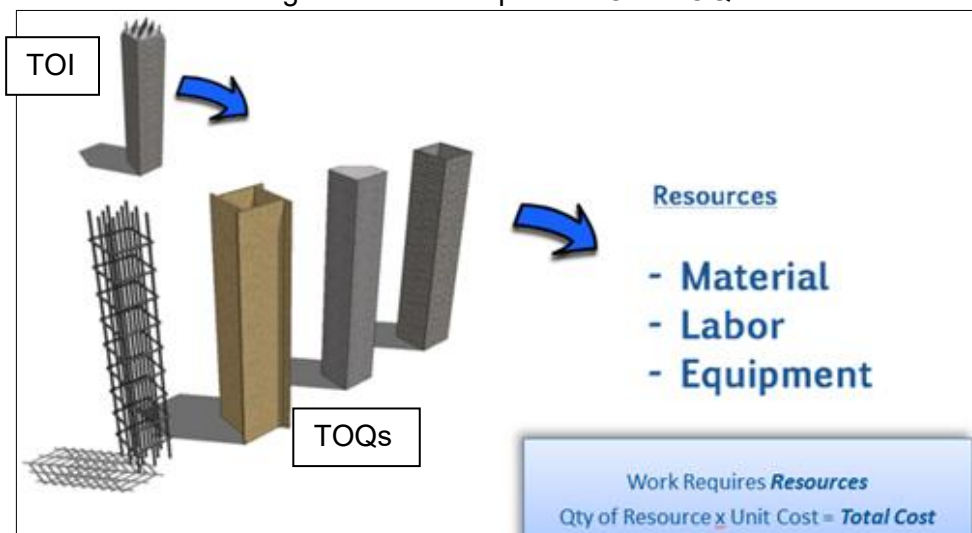 TOI
TOQs
Resources
- Material
- Labor
- Equipment
Work Requires Resources
Qty of Resource x Unit Cost = Total Cost